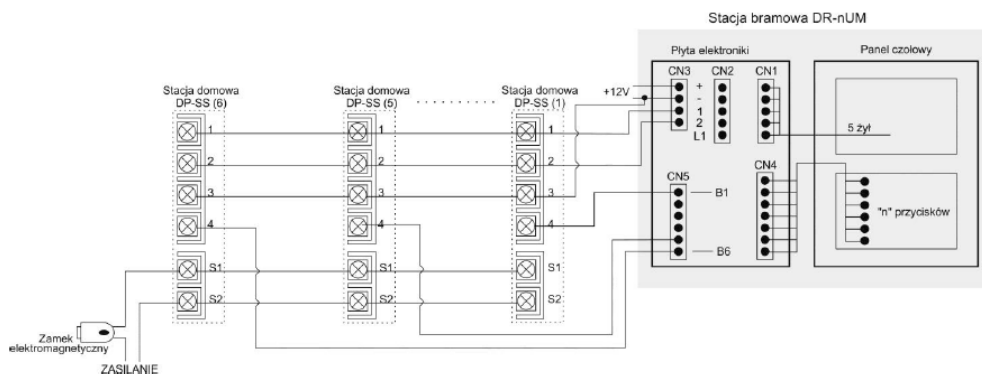 Stacja bramowa DR-nUM
Płyta elektroniki
Panel czołowy
CN3
CN2
CN1
+12V
+
-
1
2
L1
5 żył
Stacja domowa
DP-SS (6)
Stacja domowa
DP-SS (5)
. . . . . . . .
Stacja domowa
DP-SS (1)
1
1
1
2
2
2
3
3
3
4
4
4
CN5
B1
B6
CN4
"n" przycisków
S1
S1
S1
S2
S2
S2
Zamek
elektromagnetyczny
ZASILANIE